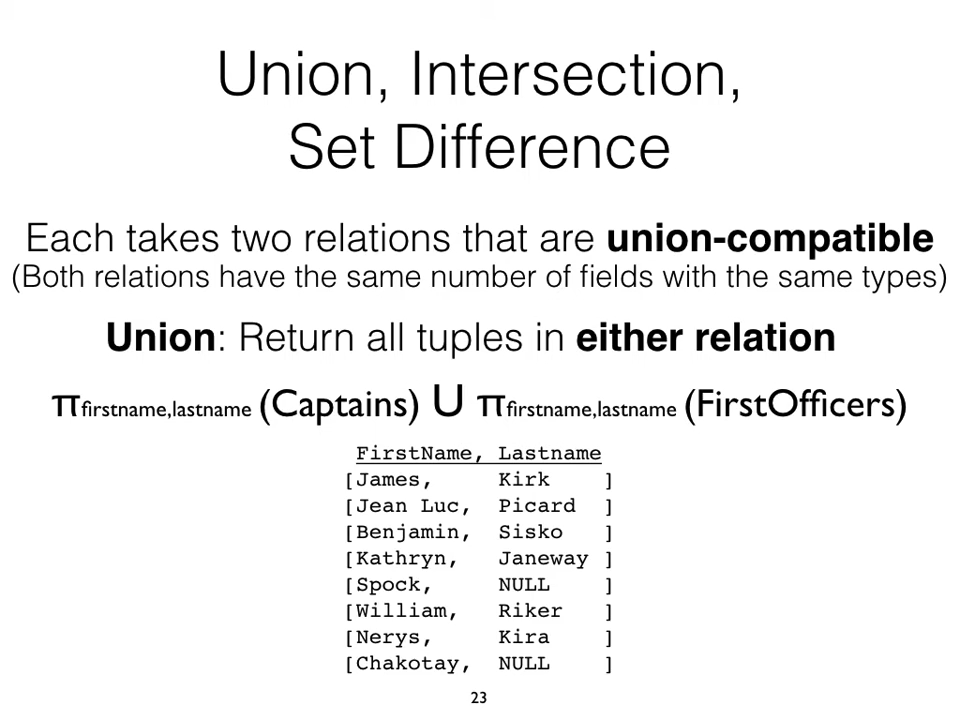 Union, Intersection,
Set Difference
Each takes two relations that are union-compatible
(Both relations have the same number of fields with the same types)
Union: Return all tuples in either relation
πfirstname,lastname (Captains) U πfirstname,lastname (FirstOfficers)
FirstName, Lastname
[James, Kirk ]
[Jean Luc, Picard ]
[Benjamin, Sisko ]
[Kathryn, Janeway ]
[Spock, NULL ]
[William, Riker ]
[Nerys, Kira ]
[Chakotay, NULL ]
23